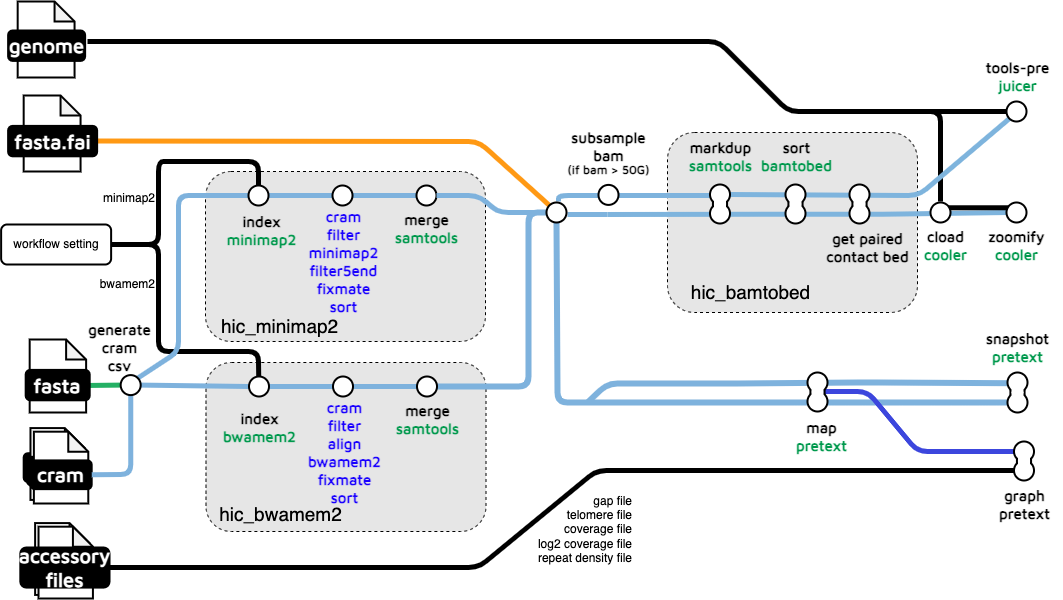 genome
tools-pre
juicer
fasta.fai
subsample
bam
(if bam > 50G)
markdup
samtools
sort
bamtobed
minimap2
index
minimap2
cram
filter
minimap2
filter5end
fixmate
sort
merge
samtools
hic_minimap2
workflow setting
get paired
contact bed
hic_bamtobed
cload
cooler
zoomify
cooler
bwamem2
generate
cram
csv
fasta
index
bwamem2
cram
filter
align
bwamem2
fixmate
sort
merge
samtools
hic_bwamem2
snapshot
pretext
map
pretext
cram
graph
pretext
gap file
telomere file
coverage file
log2 coverage file
repeat density file
accessory
files